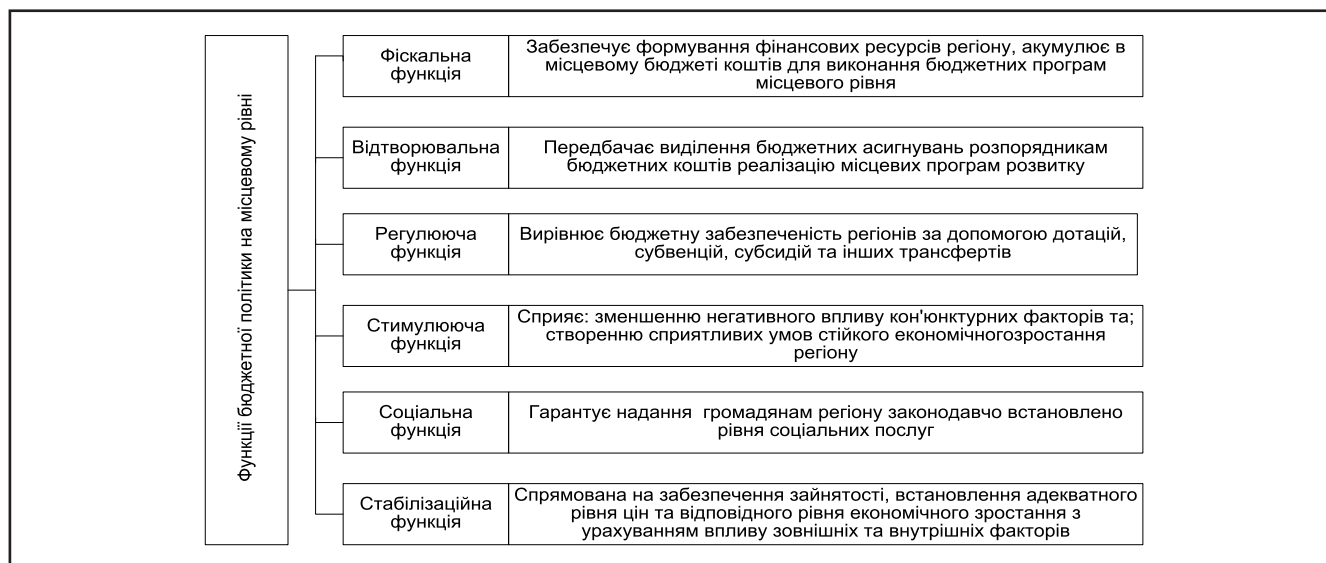 Функції бюджетної політики на місцевому рівні
Фіскальна
функція
Забезпечує формування фінансових ресурсів регіону, акумулює в
місцевому бюджеті коштів для виконання бюджетних програм
місцевого рівня
Відтворювальна
функція
Передбачає виділення бюджетних асигнувань розпорядникам
бюджетних коштів реалізацію місцевих програм розвитку
Регулююча
функція
Вирівнює бюджетну забезпеченість регіонів за допомогою дотацій,
субвенцій, субсидій та інших трансфертів
Стимулююча
функція
Сприяє: зменшенню негативного впливу кон'юнктурних факторів та;
створенню сприятливих умов стійкого економічногозростання
регіону
Соціальна
функція
Гарантує надання  громадянам регіону законодавчо встановлено
рівня соціальних послуг
Стабілізаційна
функція
Спрямована на забезпечення зайнятості, встановлення адекватного
рівня цін та відповідного рівня економічного зростання з
урахуванням впливу зовнішніх та внутрішніх факторів